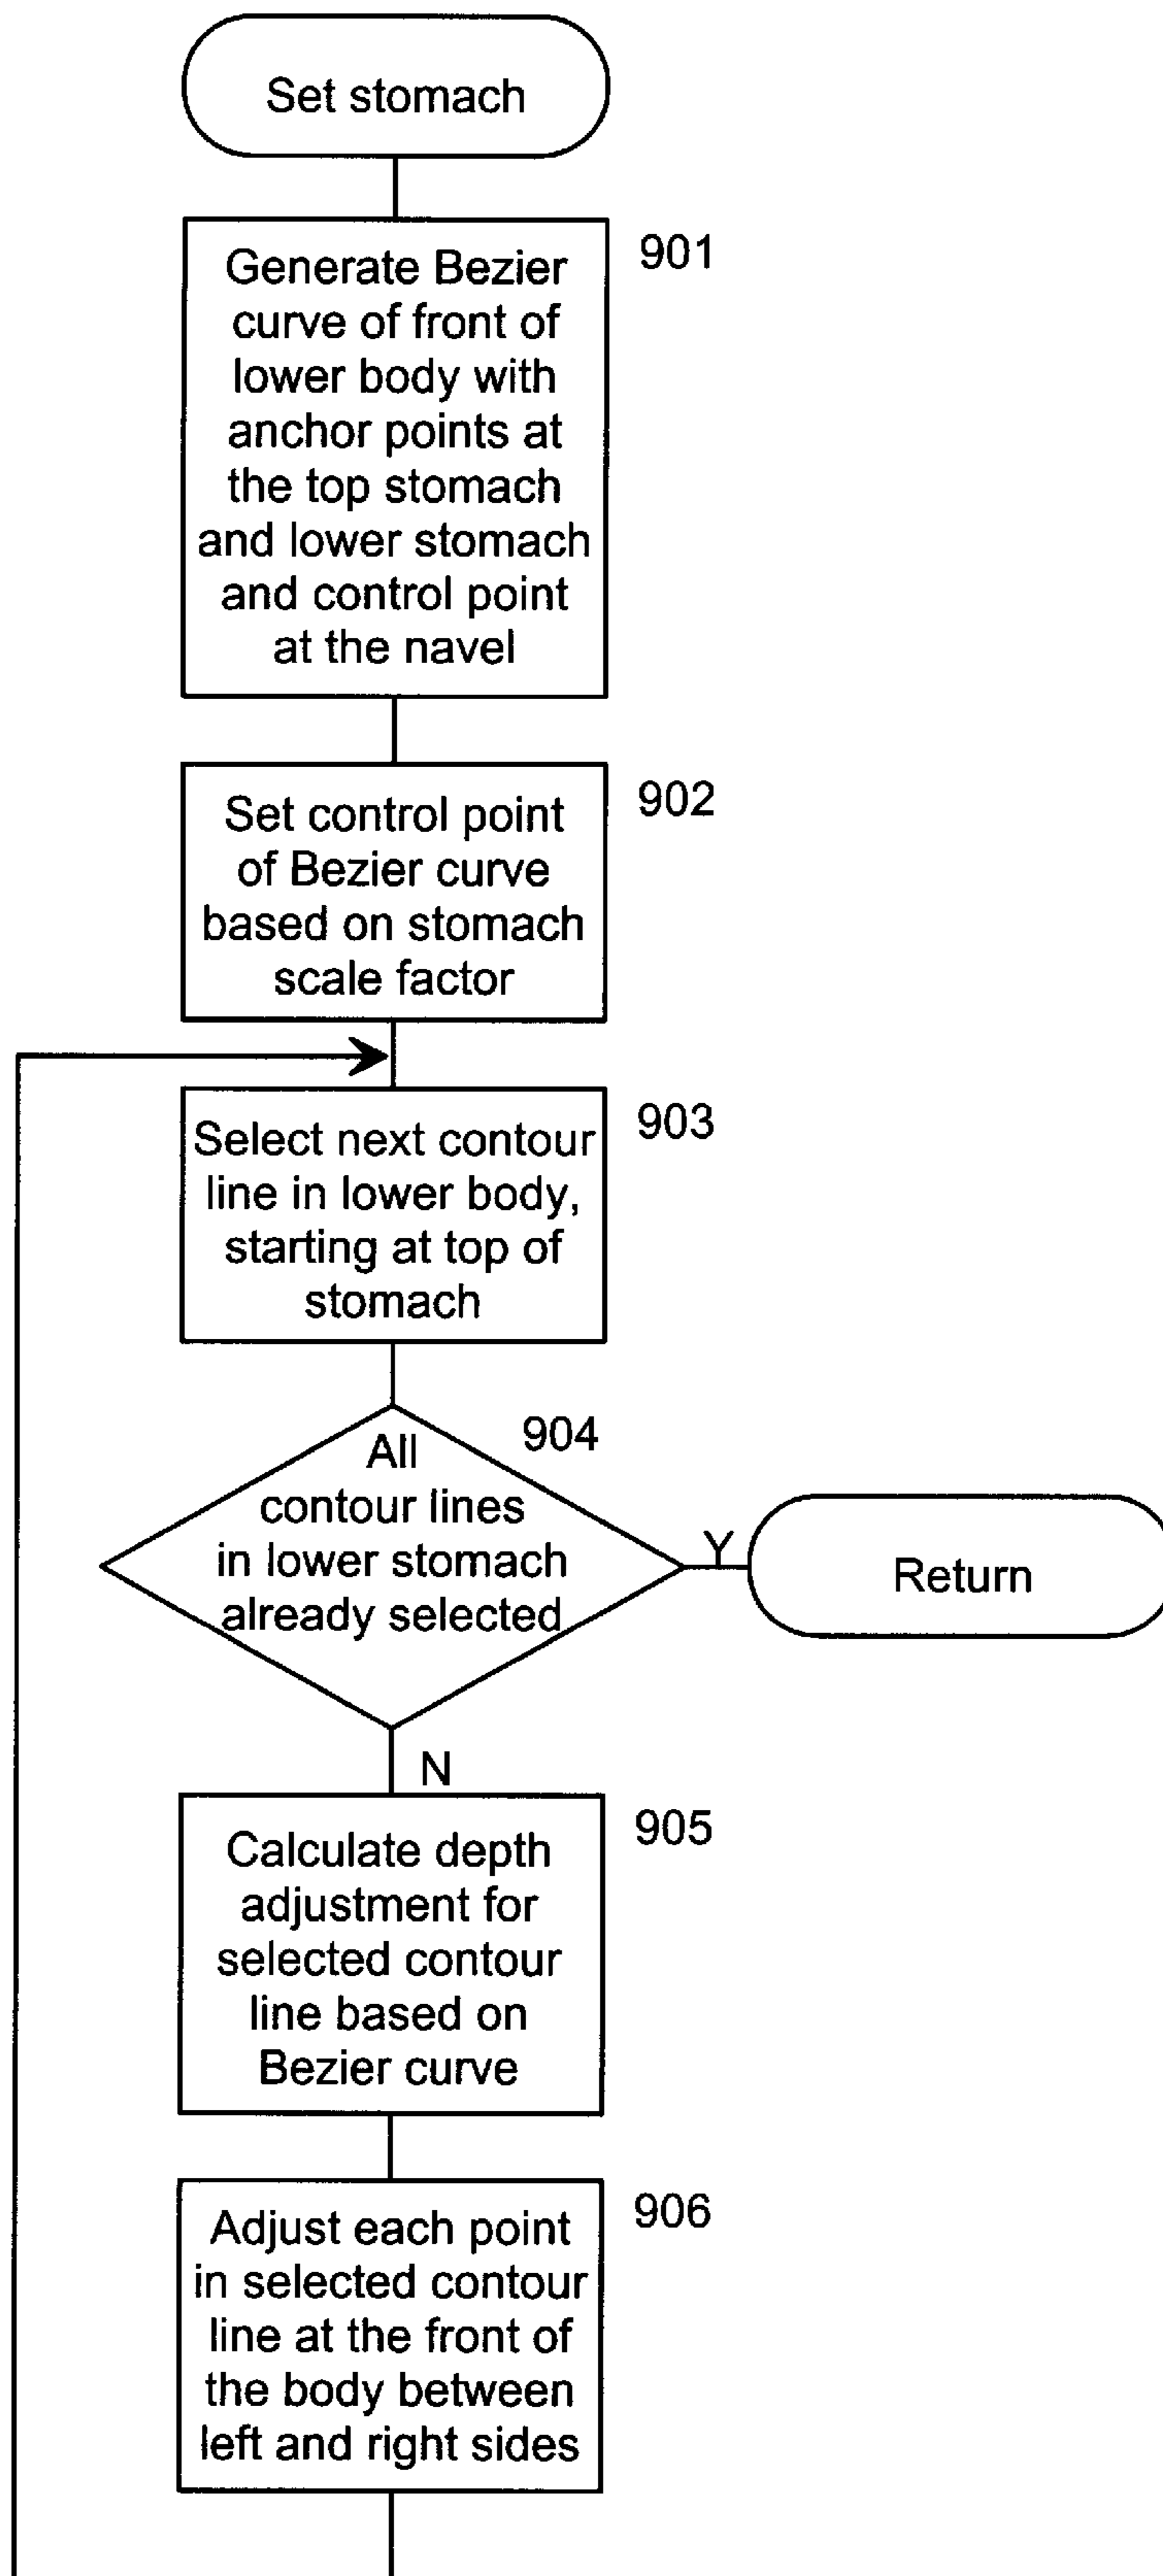 Set stomach
901
Generate Bezier
curve of front of
lower body with
anchor points at
the top stomach
and lower stomach
and control point
at the navel
902
Set control point
of Bezier curve
based on stomach
scale factor
903
Select next contour
line in lower body,
starting at top of
stomach
904
All
contour lines
in lower stomach
already selected
Y
Return
N
905
Calculate depth
adjustment for
selected contour
line based on
Bezier curve
906
Adjust each point
in selected contour
line at the front of
the body between
left and right sides